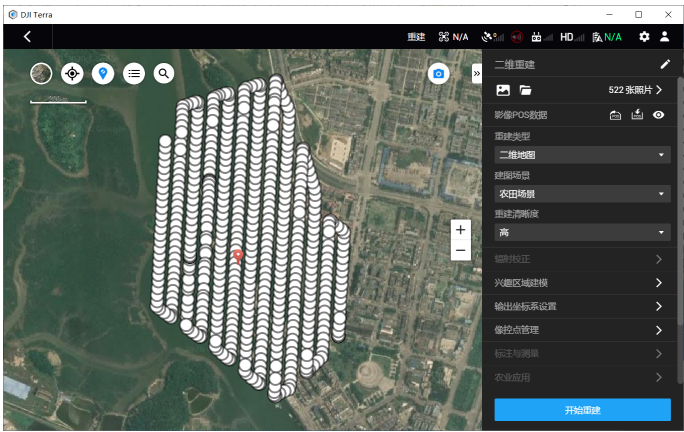 DJI Terra
重建 N/A HD N/A
二维重建
522 张照片
影像POS数据
重建类型
二维地图
建图场景
农田场景
重建清晰度
高
辐射校正
兴趣区域建模
输出坐标系设置
像控点管理
标注与测量
农业应用
开始重建